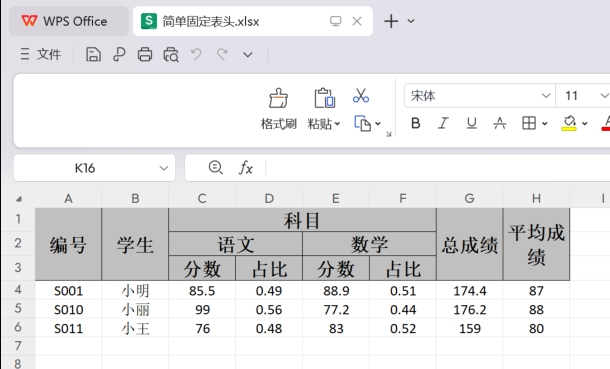 WPS Office
S 简单固定表头.xlsx
文件
格式刷 粘贴 宋体 11
B I U A A
K16 fx
A B C D E F G H I
1 编号 学生 科目 总成绩 平均成绩
2 语文 数学
3 分数 占比 分数 占比
4 S001 小明 85.5 0.49 88.9 0.51 174.4 87
5 S010 小丽 99 0.56 77.2 0.44 176.2 88
6 S011 小王 76 0.48 83 0.52 159 80
7
8